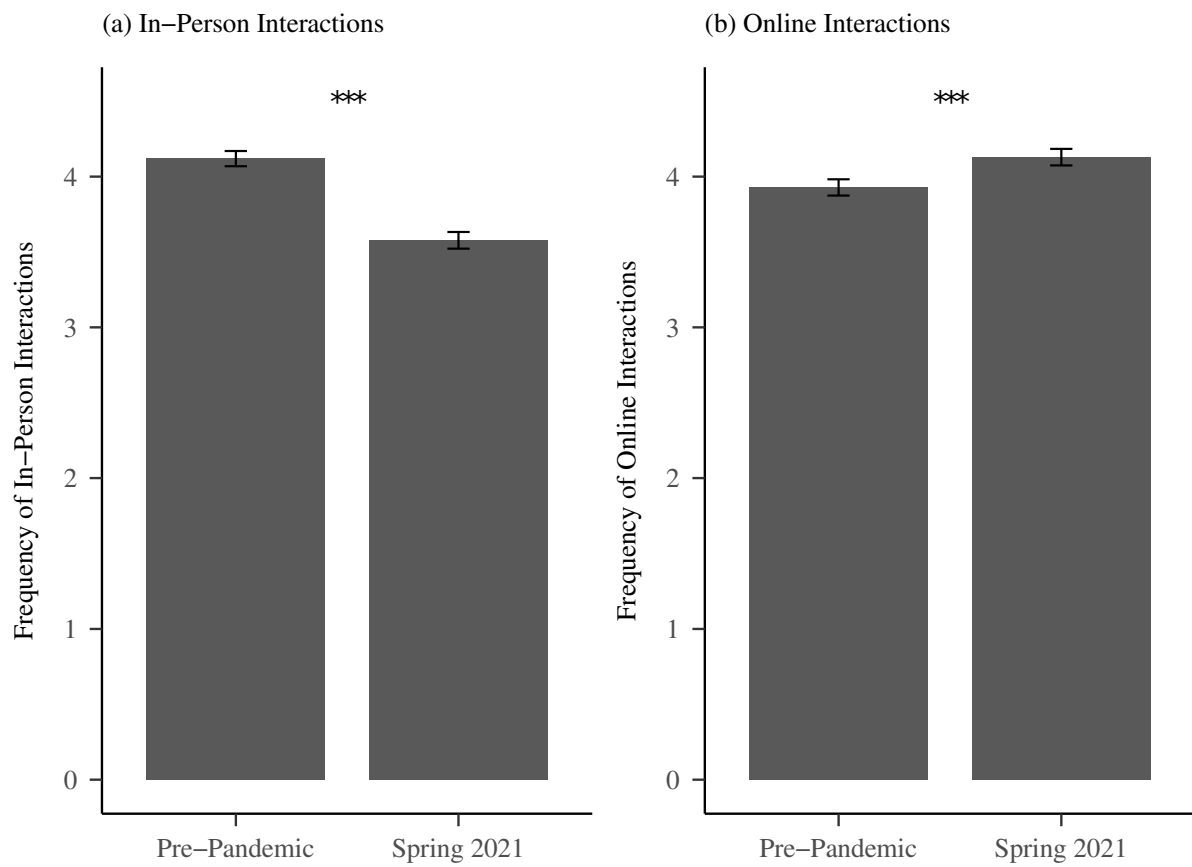 (a) In−Person Interactions
Frequency of In−Person Interactions
***
4
3
2
1
0
Pre−Pandemic
Spring 2021
(b) Online Interactions
Frequency of Online Interactions
***
4
3
2
1
0
Pre−Pandemic
Spring 2021